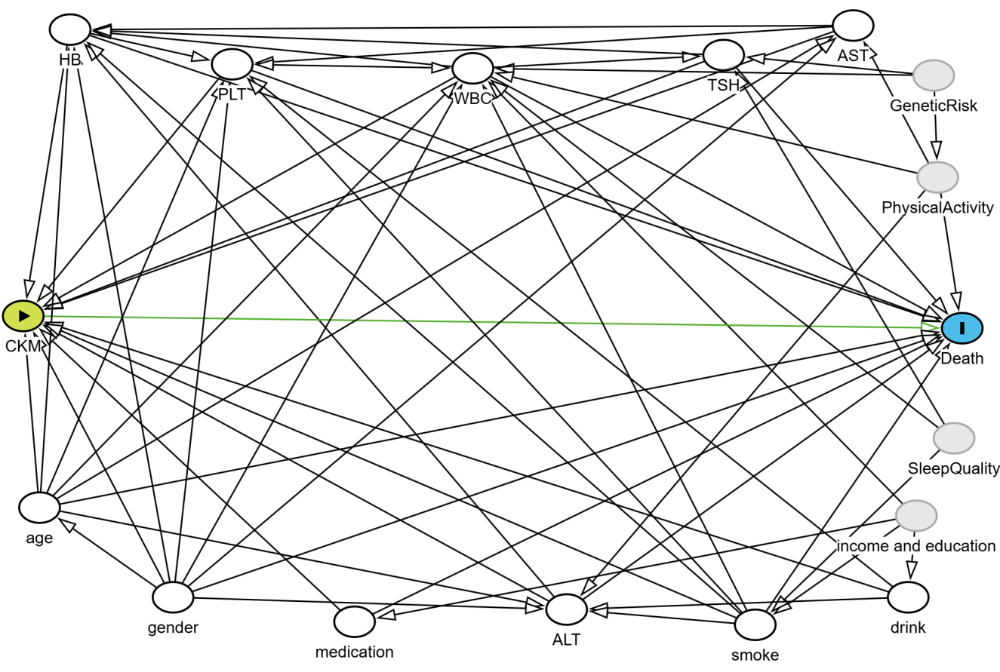 HB
PLT
WBC
TSH
AST
GeneticRisk
PhysicalActivity
CKM
Death
SleepQuality
income and education
age
gender
medication
ALT
smoke
drink